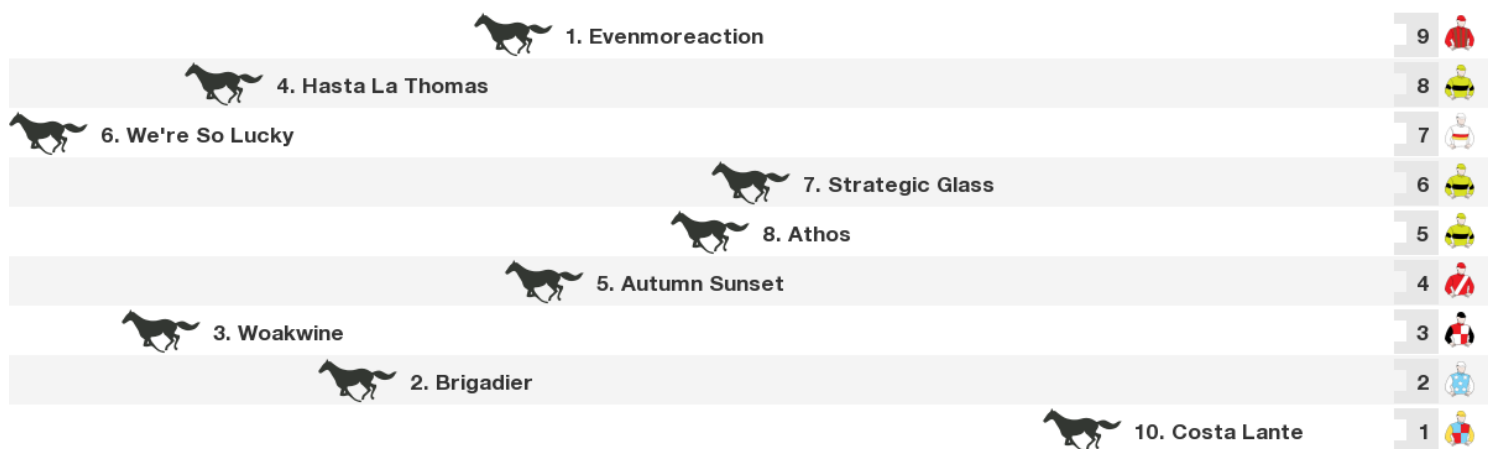 1. Evenmoreaction 9
4. Hasta La Thomas 8
6. We're So Lucky 7
7. Strategic Glass 6
8. Athos 5
5. Autumn Sunset 4
3. Woakwine 3
2. Brigadier 2
10. Costa Lante 1